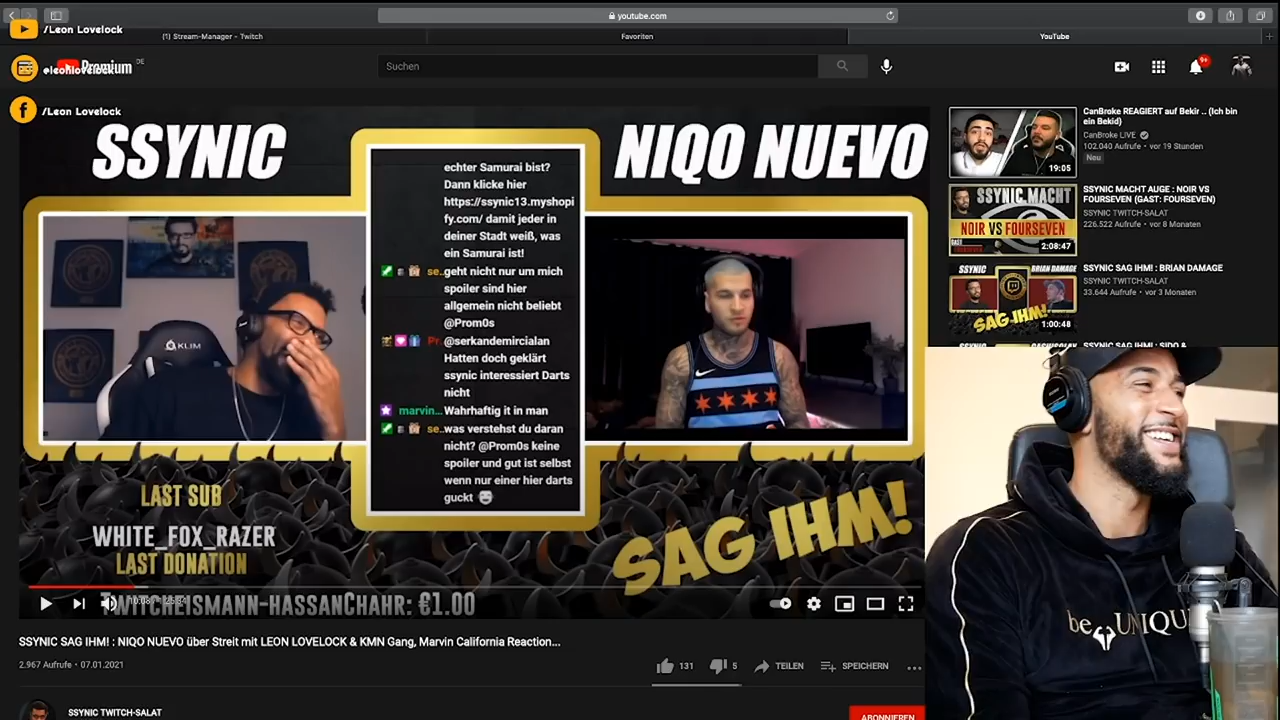 youtube.com
/Leon Lovelock
(1) Stream-Manager - Twitch
Favoriten
YouTube
Premium
DE
Suchen
9+
/Leon Lovelock
SSYNIC
NIQO NUEVO
echter Samurai bist?
Dann klicke hier
https://ssynic13.myshopi
fy.com/ damit jeder in
deiner Stadt weiß, was
ein Samurai ist!
se.. geht nicht nur um mich
spoiler sind hier
allgemein nicht beliebt
@Prom0s
Pr. @serkandemircialan
Hatten doch geklärt
ssynic interessiert Darts
nicht
marvin... Wahrhaftig it in man
se.. was verstehst du daran
nicht? @Prom0s keine
spoiler und gut ist selbst
wenn nur einer hier darts
guckt
KLIM
LAST SUB
WHITE_FOX_RAZER
LAST DONATION
TwitchEismann-HassanChahr: €1.00
SAG IHM!
SSYNIC SAG IHM! : NIQO NUEVO über Streit mit LEON LOVELOCK & KMN Gang, Marvin California Reaction...
2.967 Aufrufe • 07.01.2021
131
5
TEILEN
SPEICHERN
SSYNIC TWITCH-SALAT
ABONNIEREN
CanBroke REAGIERT auf Bekir .. (Ich bin
ein Bekid)
CanBroke LIVE
102.040 Aufrufe • vor 19 Stunden
Neu
19:05
SSYNIC MACHT
NOIR VS FOURSEVEN
2:08:47
SSYNIC MACHT AUGE : NOIR VS
FOURSEVEN (GAST: FOURSEVEN)
SSYNIC TWITCH-SALAT
226.522 Aufrufe • vor 8 Monaten
SSYNIC
BRIAN DAMAGE
SAG IHM!
1:00:48
SSYNIC SAG IHM! : BRIAN DAMAGE
SSYNIC TWITCH-SALAT
33.644 Aufrufe • vor 3 Monaten
be UNIQU